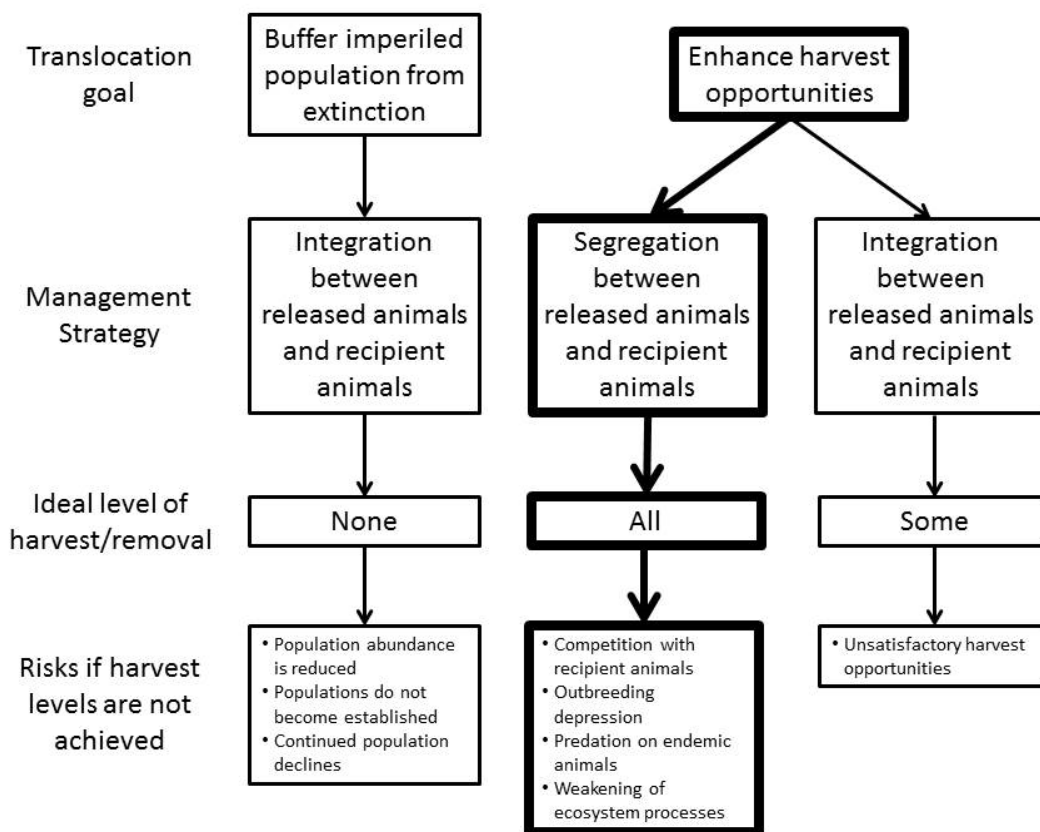 Translocation
goal
Buffer imperiled
population from
extinction
Enhance harvest
opportunities
Management
Strategy
Integration
between
released animals
and recipient
animals
Segregation
between
released animals
and recipient
animals
Integration
between
released animals
and recipient
animals
Ideal level of
harvest/removal
None
All
Some
Risks if harvest
levels are not
achieved
• Population abundance
is reduced
• Populations do not
become established
• Continued population
declines
• Competition with
recipient animals
• Outbreeding
depression
• Predation on endemic
animals
• Weakening of
ecosystem processes
• Unsatisfactory harvest
opportunities